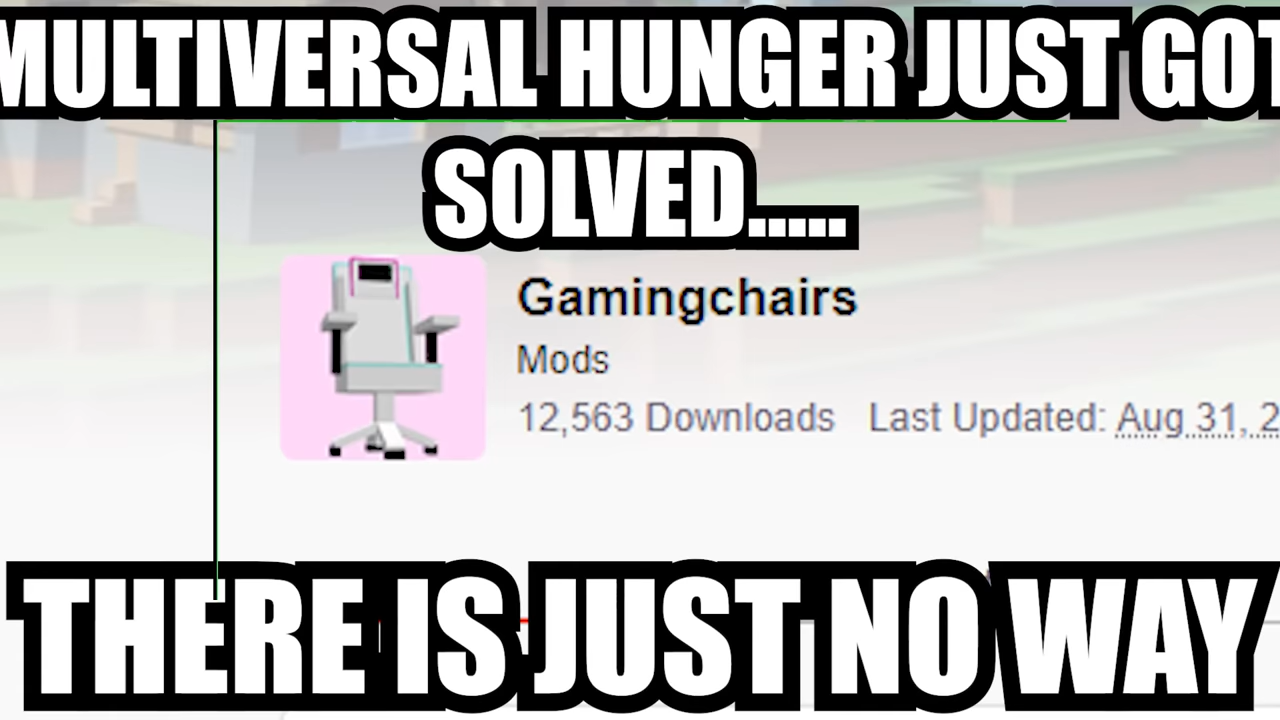 MULTIVERSAL HUNGER JUST GOT
SOLVED.....
Gamingchairs
Mods
12,563 Downloads Last Updated: Aug 31, 2
THERE IS JUST NO WAY